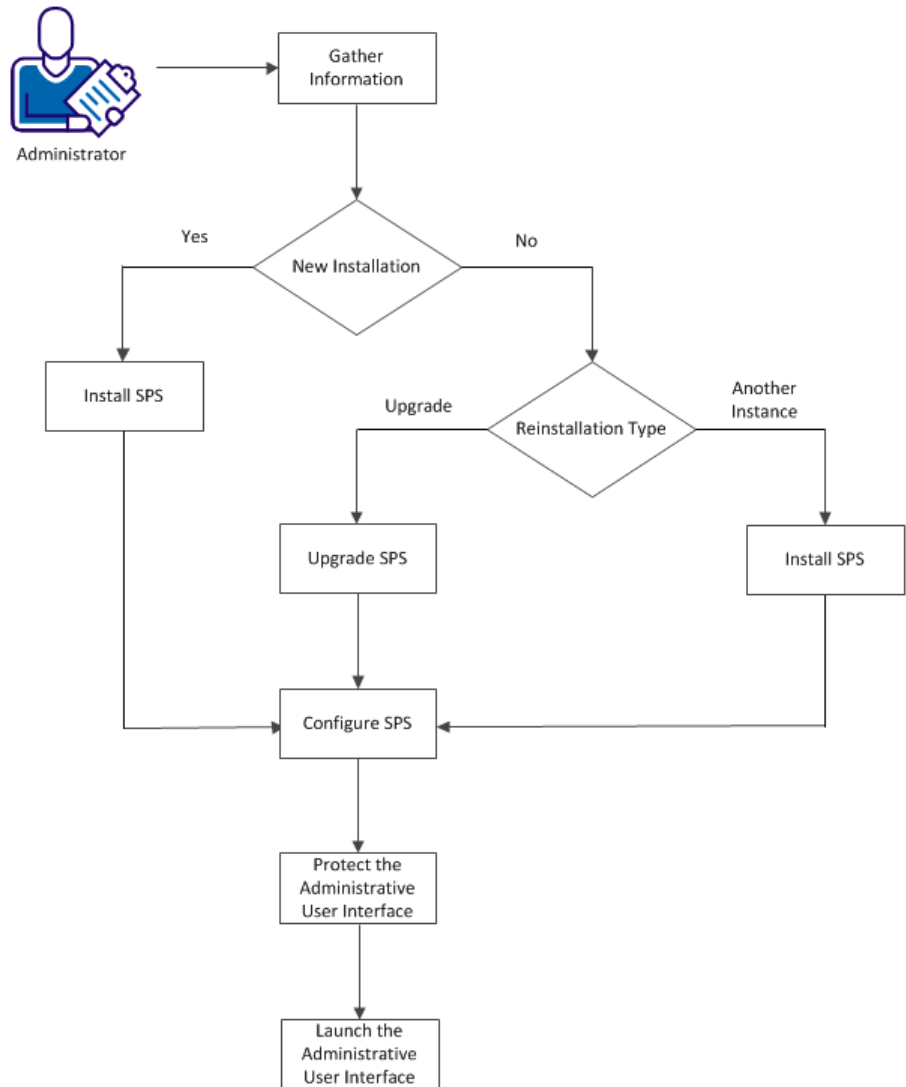 Gather
Information
Administrator
Yes
No
New Installation
Install SPS
Another
Instance
Upgrade
Reinstallation Type
Upgrade SPS
Install SPS
Configure SPS
Protect the
Administrative
User Interface
Launch the
Administrative
User Interface